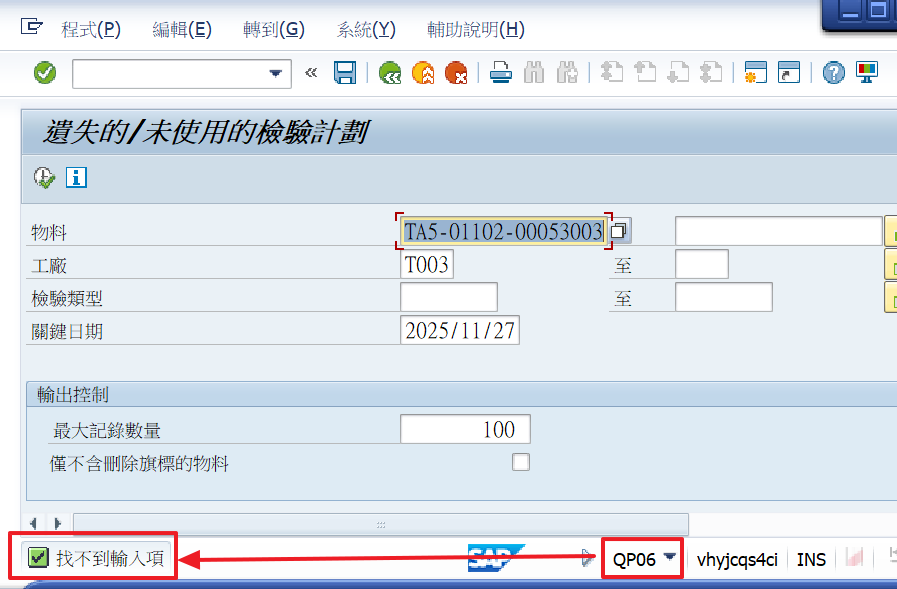 程式(P) 編輯(E) 轉到(G) 系統(Y) 輔助說明(H)
遺失的/未使用的檢驗計劃
物料 TA5-01102-00053003
工廠 T003 至
檢驗類型 至
關鍵日期 2025/11/27
輸出控制
最大記錄數量 100
僅不含刪除旗標的物料
找不到輸入項 SAP QP06 vhyjcqs4ci INS